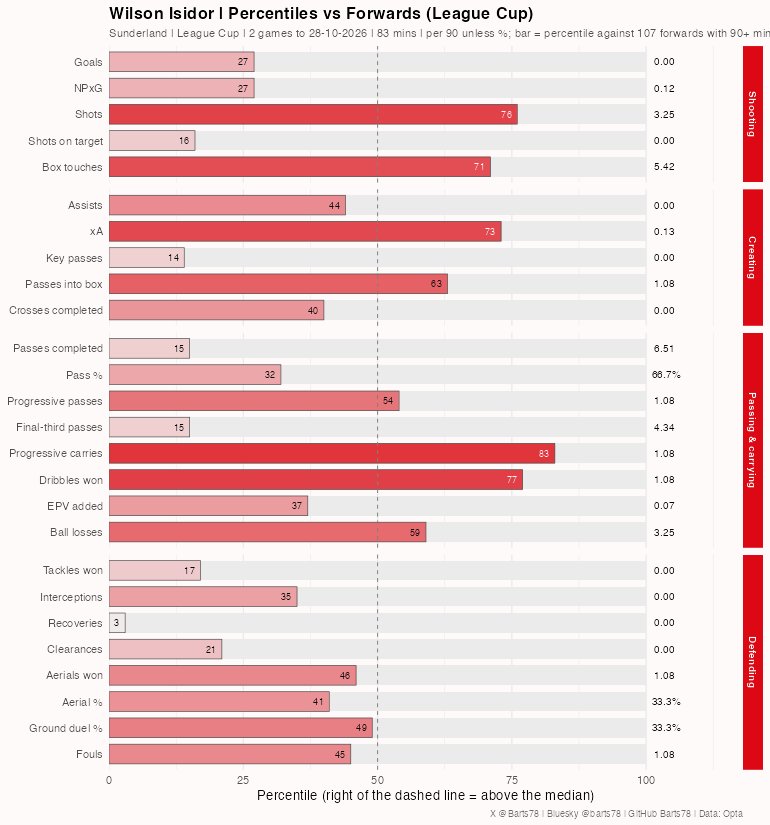 Wilson Isidor | Percentiles vs Forwards (League Cup)
Sunderland | League Cup | 2 games to 28-10-2026 | 83 mins | per 90 unless %; bar = percentile against 107 forwards with 90+ min
Shooting
Goals 27 0.00
NPxG 27 0.12
Shots 76 3.25
Shots on target 16 0.00
Box touches 71 5.42
Creating
Assists 44 0.00
xA 73 0.13
Key passes 14 0.00
Passes into box 63 1.08
Crosses completed 40 0.00
Passing & carrying
Passes completed 15 6.51
Pass % 32 66.7%
Progressive passes 54 1.08
Final-third passes 15 4.34
Progressive carries 83 1.08
Dribbles won 77 1.08
EPV added 37 0.07
Ball losses 59 3.25
Defending
Tackles won 17 0.00
Interceptions 35 0.00
Recoveries 3 0.00
Clearances 21 0.00
Aerials won 46 1.08
Aerial % 41 33.3%
Ground duel % 49 33.3%
Fouls 45 1.08
0 25 50 75 100
Percentile (right of the dashed line = above the median)
X @Barts78 | Bluesky @barts78 | GitHub Barts78 | Data: Opta